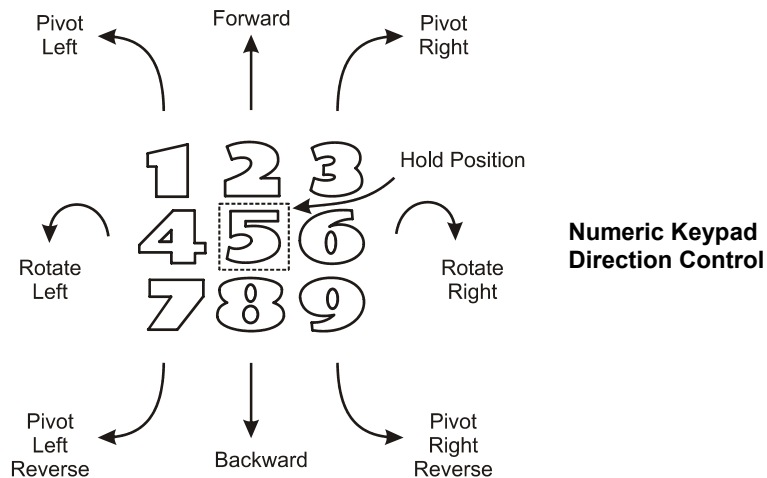 Pivot
Left
Forward
Pivot
Right
1 2 3
Hold Position
4 5 6
Rotate
Left
Rotate
Right
Numeric Keypad
Direction Control
7 8 9
Pivot
Left
Reverse
Backward
Pivot
Right
Reverse